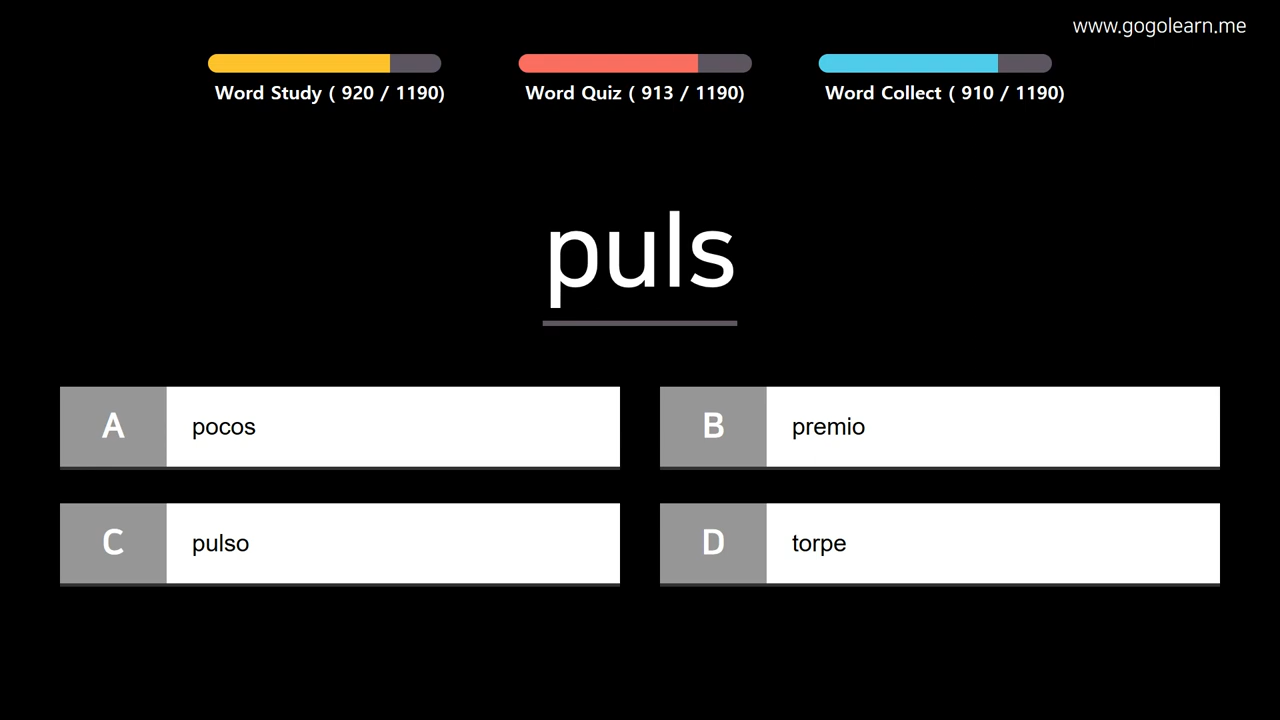 www.gogolearn.me
Word Study ( 920 / 1190)
Word Quiz ( 913 / 1190)
Word Collect ( 910 / 1190)
puls
A pocos
B premio
C pulso
D torpe